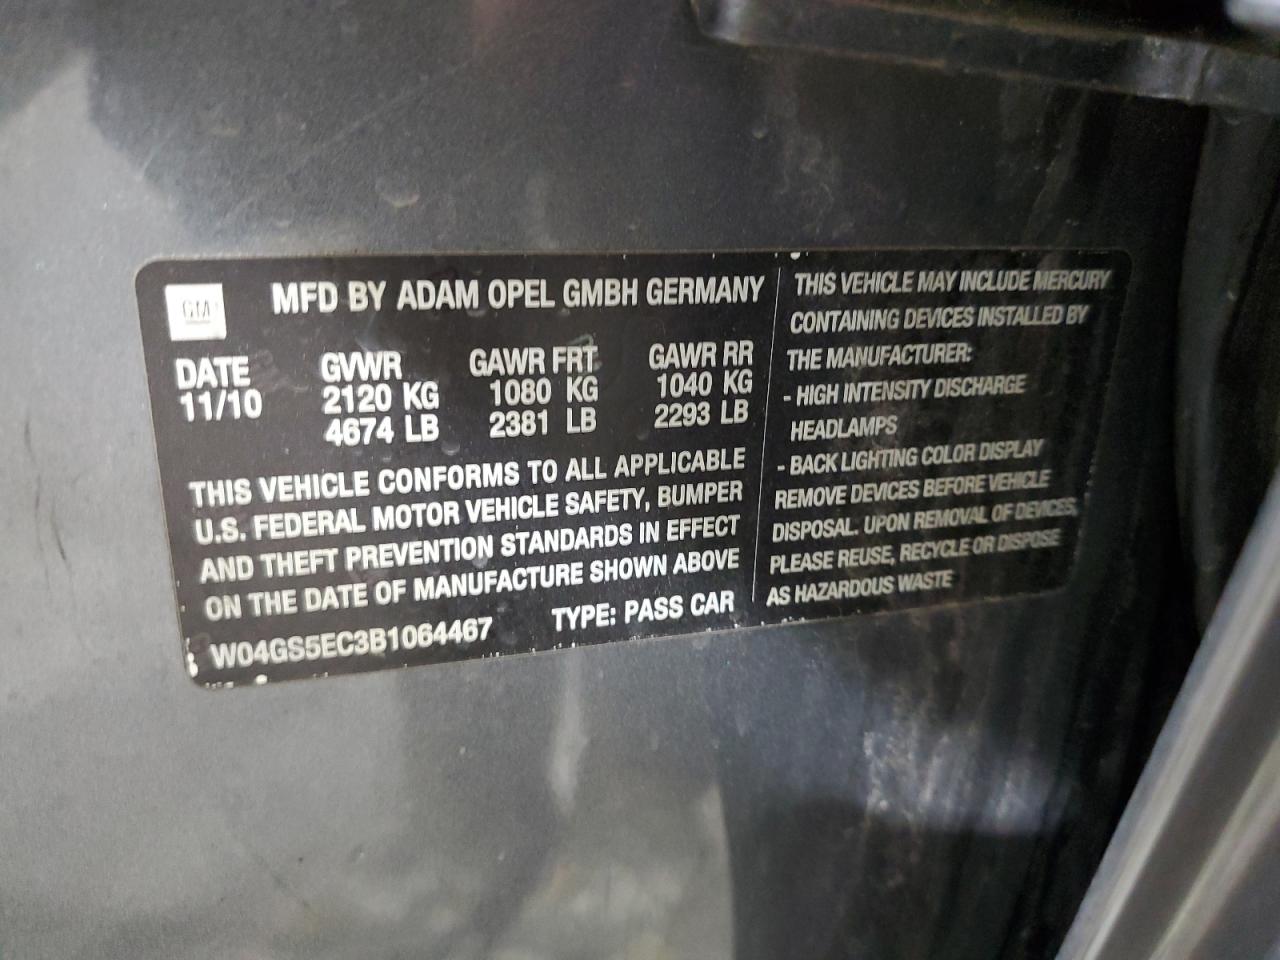 GM
MFD BY ADAM OPEL GMBH GERMANY
DATE GVWR GAWR FRT GAWR RR
11/10 2120 KG 1080 KG 1040 KG
4674 LB 2381 LB 2293 LB
THIS VEHICLE CONFORMS TO ALL APPLICABLE
U.S. FEDERAL MOTOR VEHICLE SAFETY, BUMPER
AND THEFT PREVENTION STANDARDS IN EFFECT
ON THE DATE OF MANUFACTURE SHOWN ABOVE
W04GS5EC3B1064467 TYPE: PASS CAR
THIS VEHICLE MAY INCLUDE MERCURY
CONTAINING DEVICES INSTALLED BY
THE MANUFACTURER:
- HIGH INTENSITY DISCHARGE
HEADLAMPS
- BACK LIGHTING COLOR DISPLAY
REMOVE DEVICES BEFORE VEHICLE
DISPOSAL. UPON REMOVAL OF DEVICES,
PLEASE REUSE, RECYCLE OR DISPOSE
AS HAZARDOUS WASTE